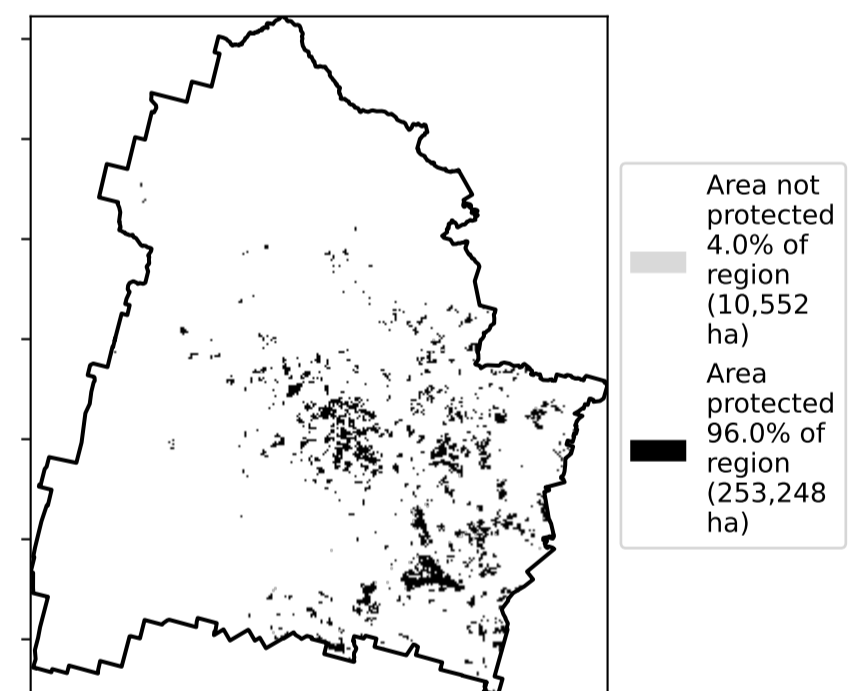 Area not
protected
4.0% of
region
(10,552
ha)
Area
protected
96.0% of
region
(253,248
ha)